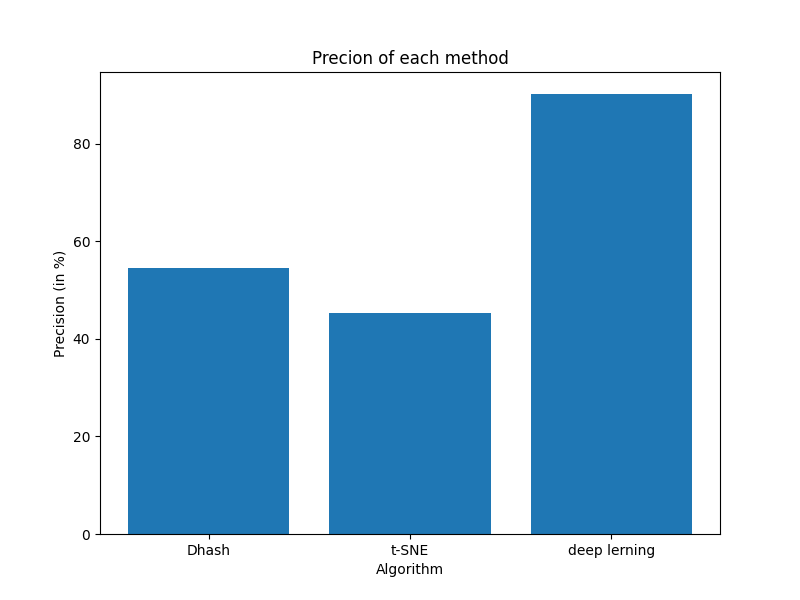 Precion of each method
Precision (in %)
80
60
40
20
0
Dhash t-SNE deep lerning
Algorithm